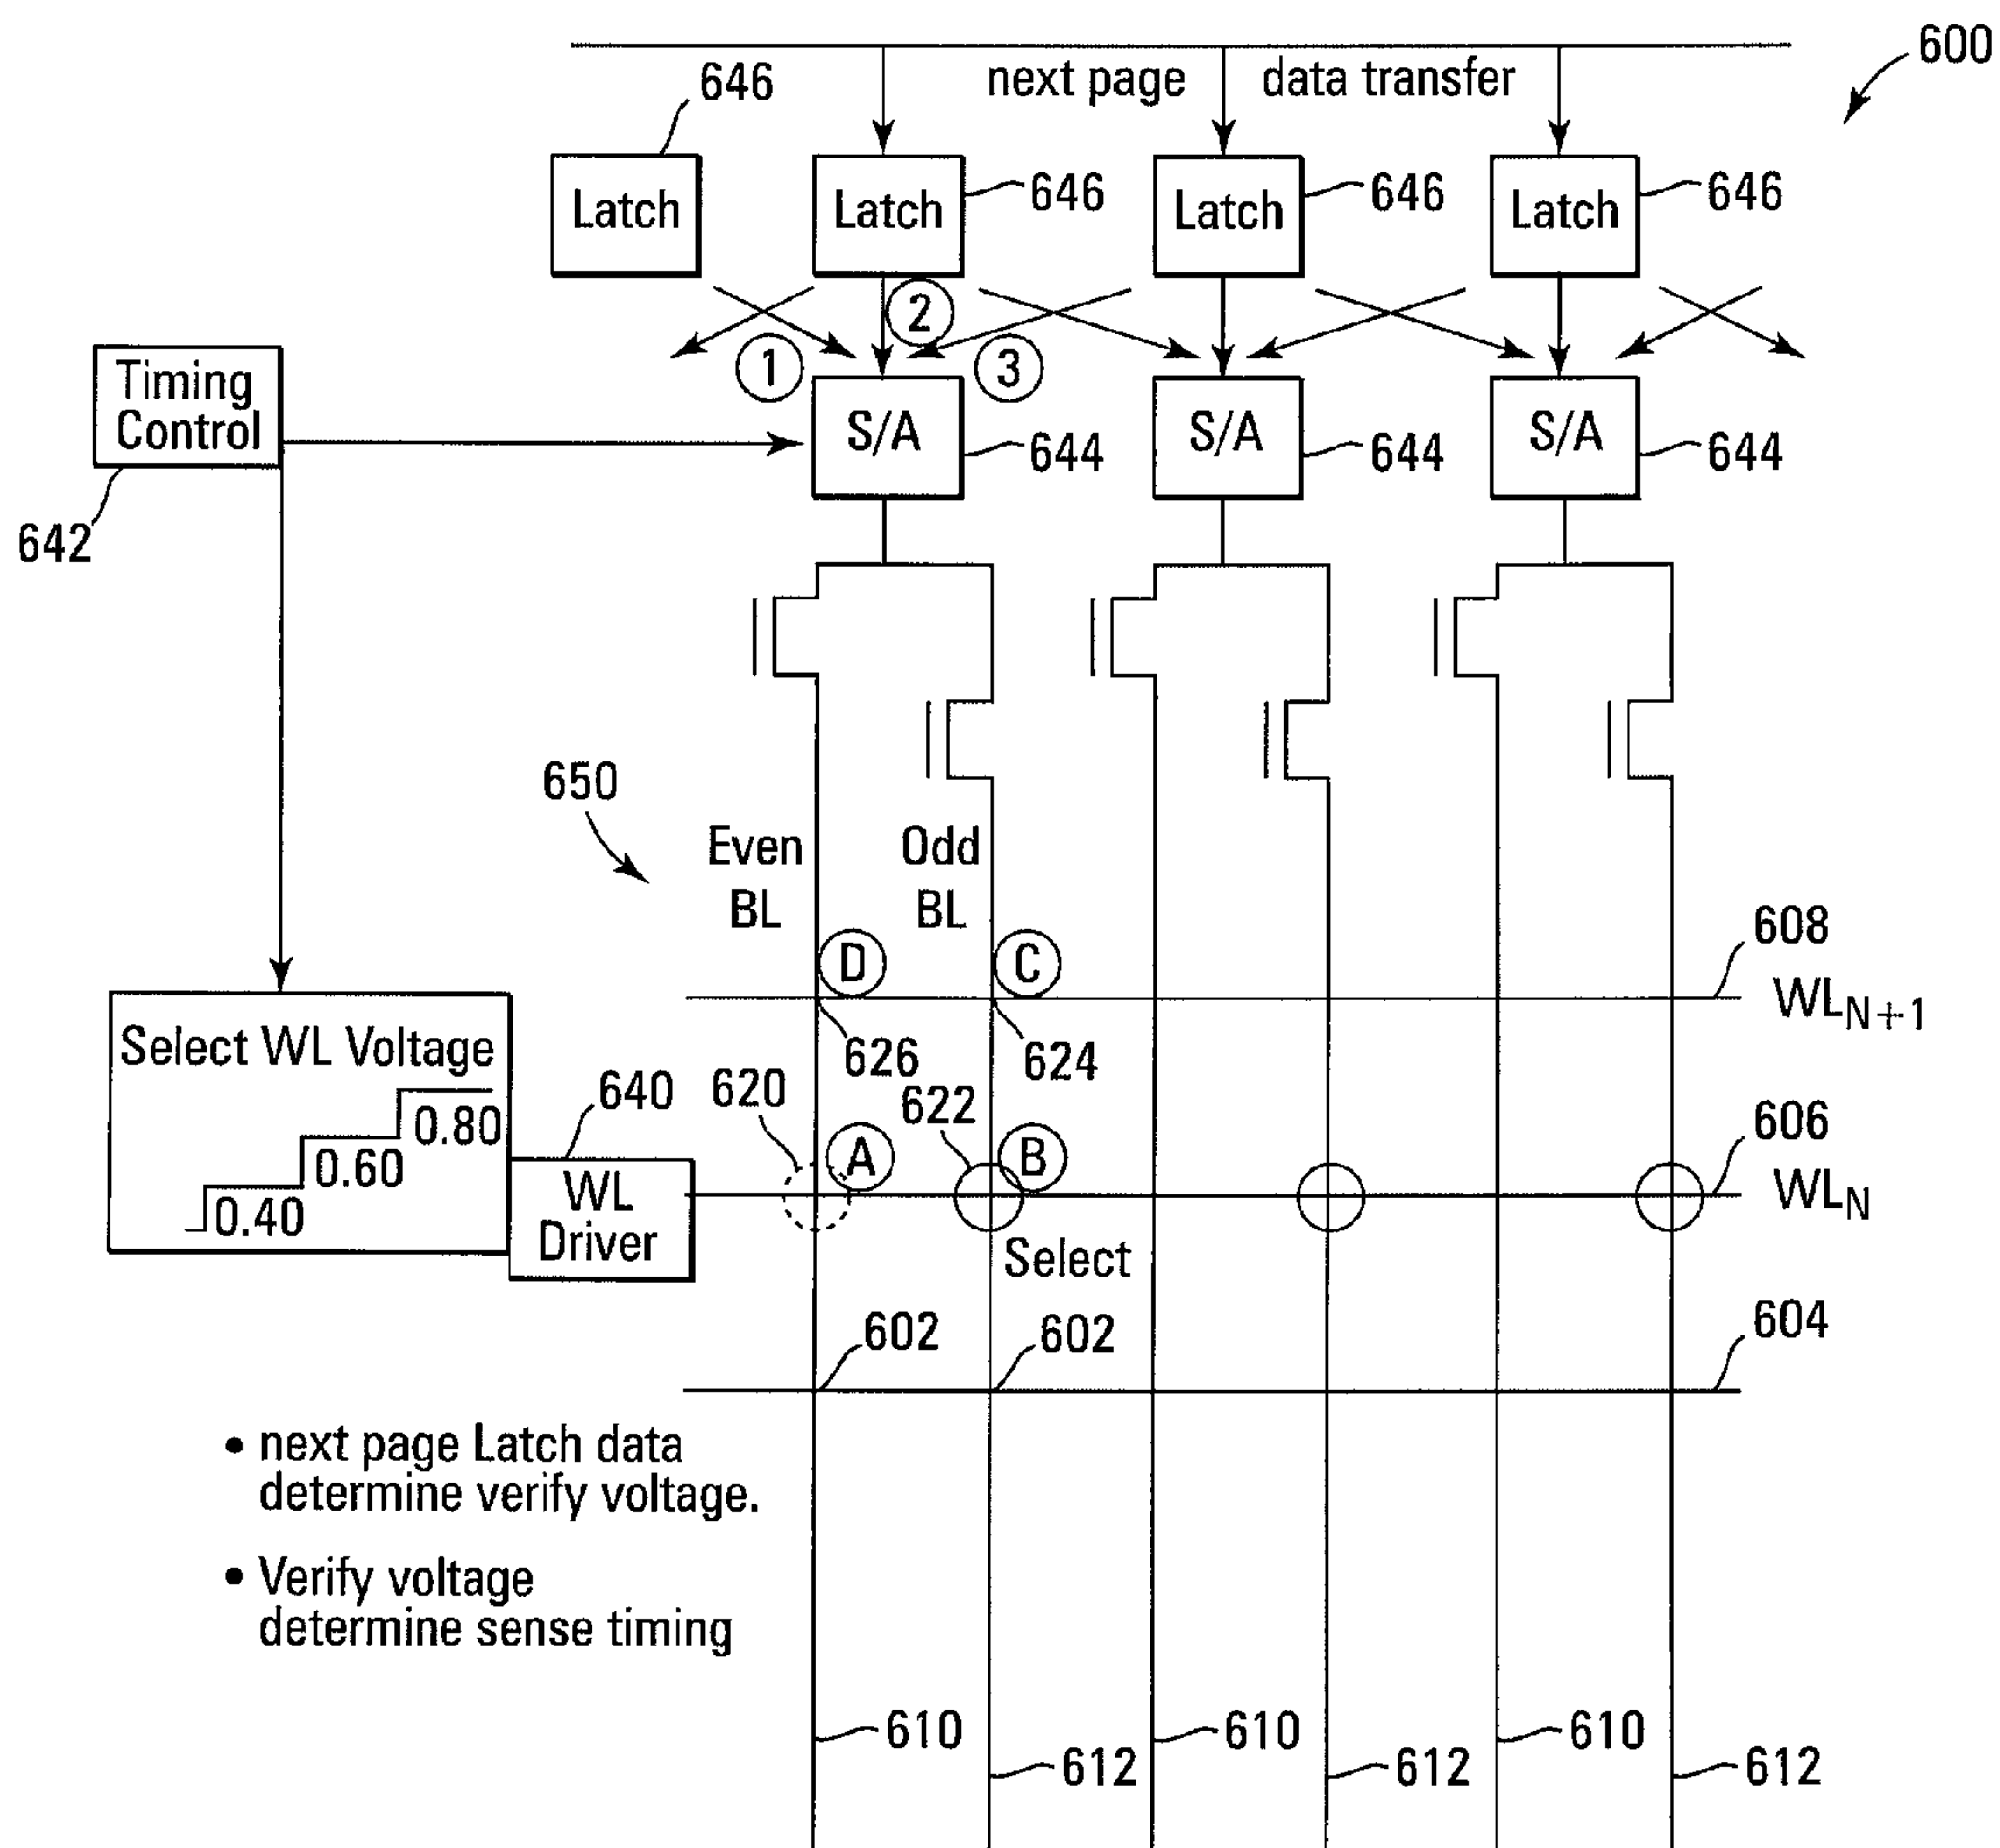 600
next page data transfer
646
Latch
Latch
646
Latch
646
Latch
646
2
1
3
Timing
Control
642
S/A
644
S/A
644
S/A
644
650
Even
BL
Odd
BL
D
C
608
WLN+1
626
624
Select WL Voltage
0.40
0.60
0.80
640
WL
Driver
620
A
622
B
606
WLN
Select
602
602
604
• next page Latch data
determine verify voltage.
• Verify voltage
determine sense timing
610
612
610
612
610
612